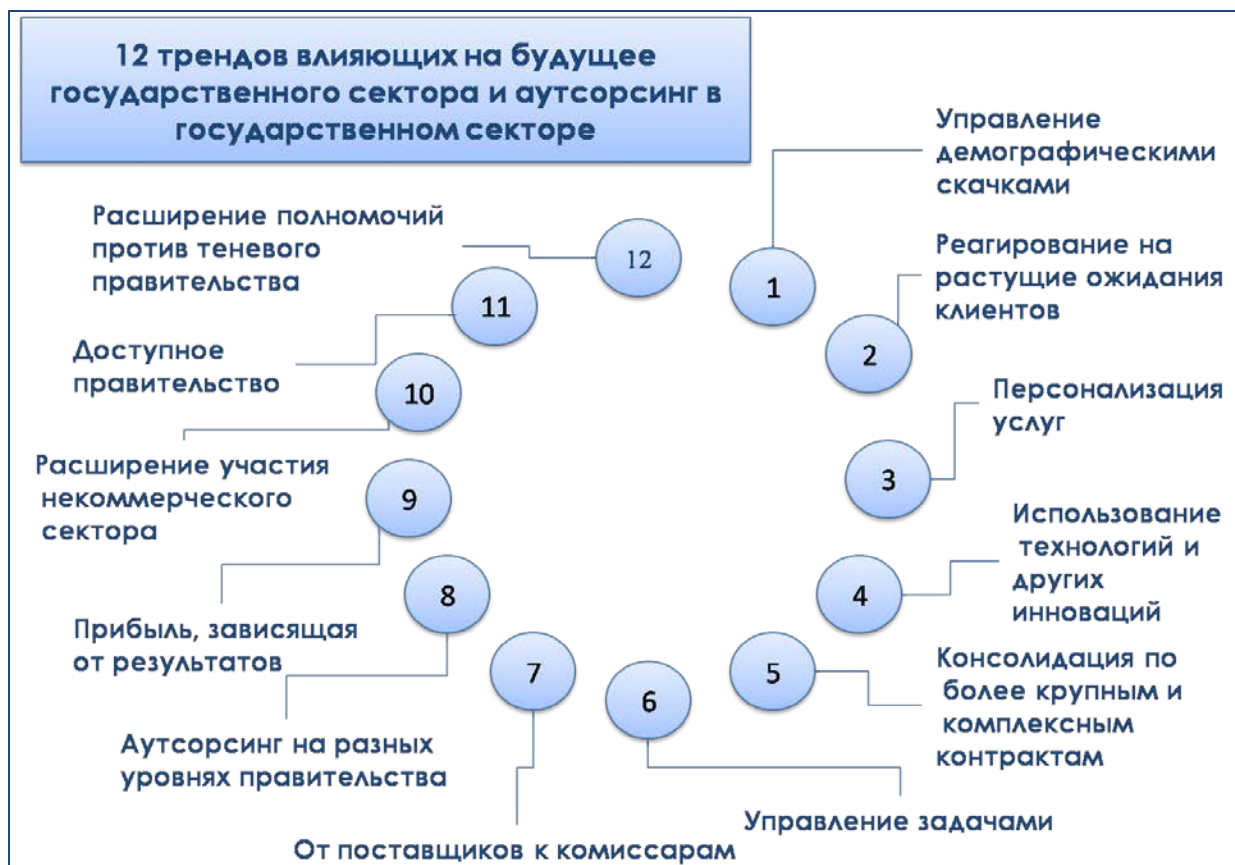 12 трендов влияющих на будущее
государственного сектора и аутсорсинг в
государственном секторе
1
Управление
демографическими
скачками
2
Реагирование на
растущие ожидания
клиентов
3
Персонализация
услуг
4
Использование
технологий и
других
инноваций
5
Консолидация по
более крупным и
комплексным
контрактам
6
Управление задачами
7
От поставщиков к комиссарам
8
Аутсорсинг на разных
уровнях правительства
9
Прибыль, зависящая
от результатов
10
Расширение участия
некоммерческого
сектора
11
Доступное
правительство
12
Расширение полномочий
против теневого
правительства